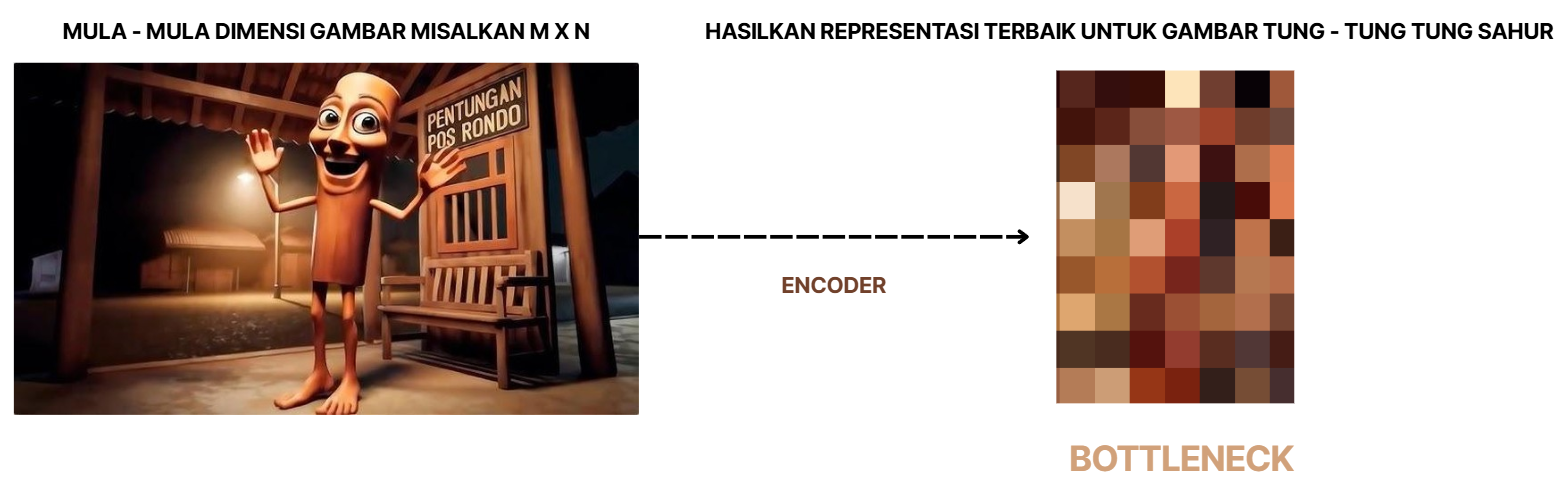 MULA - MULA DIMENSI GAMBAR MISALKAN M X N
HASILKAN REPRESENTASI TERBAIK UNTUK GAMBAR TUNG - TUNG TUNG SAHUR
PENTUNGAN
POS RONDO
ENCODER
BOTTLENECK